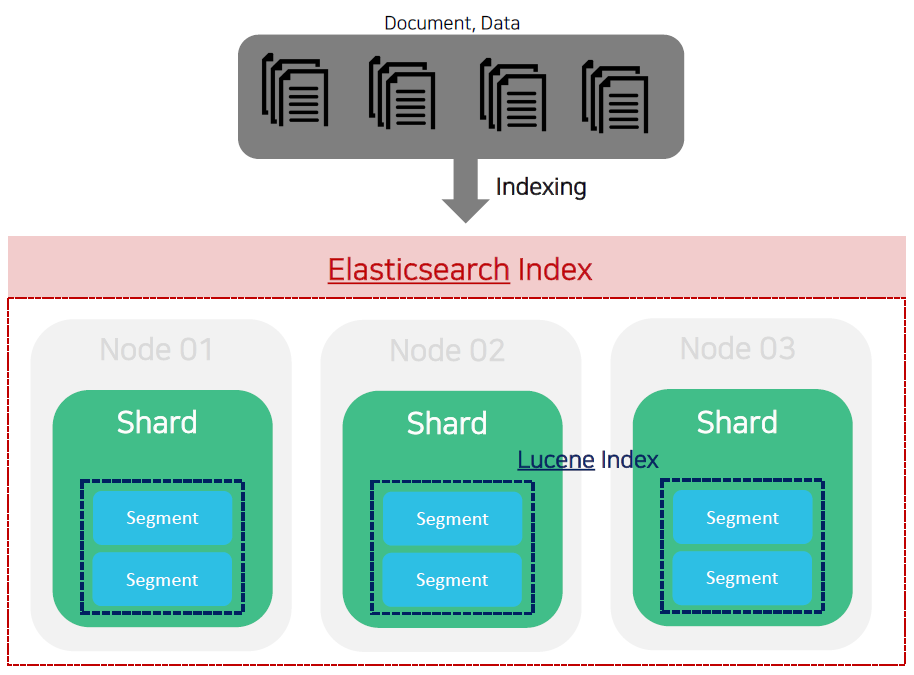 Document, Data
Indexing
Elasticsearch Index
Node 01
Node 02
Node 03
Shard
Shard
Shard
Lucene Index
Segment
Segment
Segment
Segment
Segment
Segment